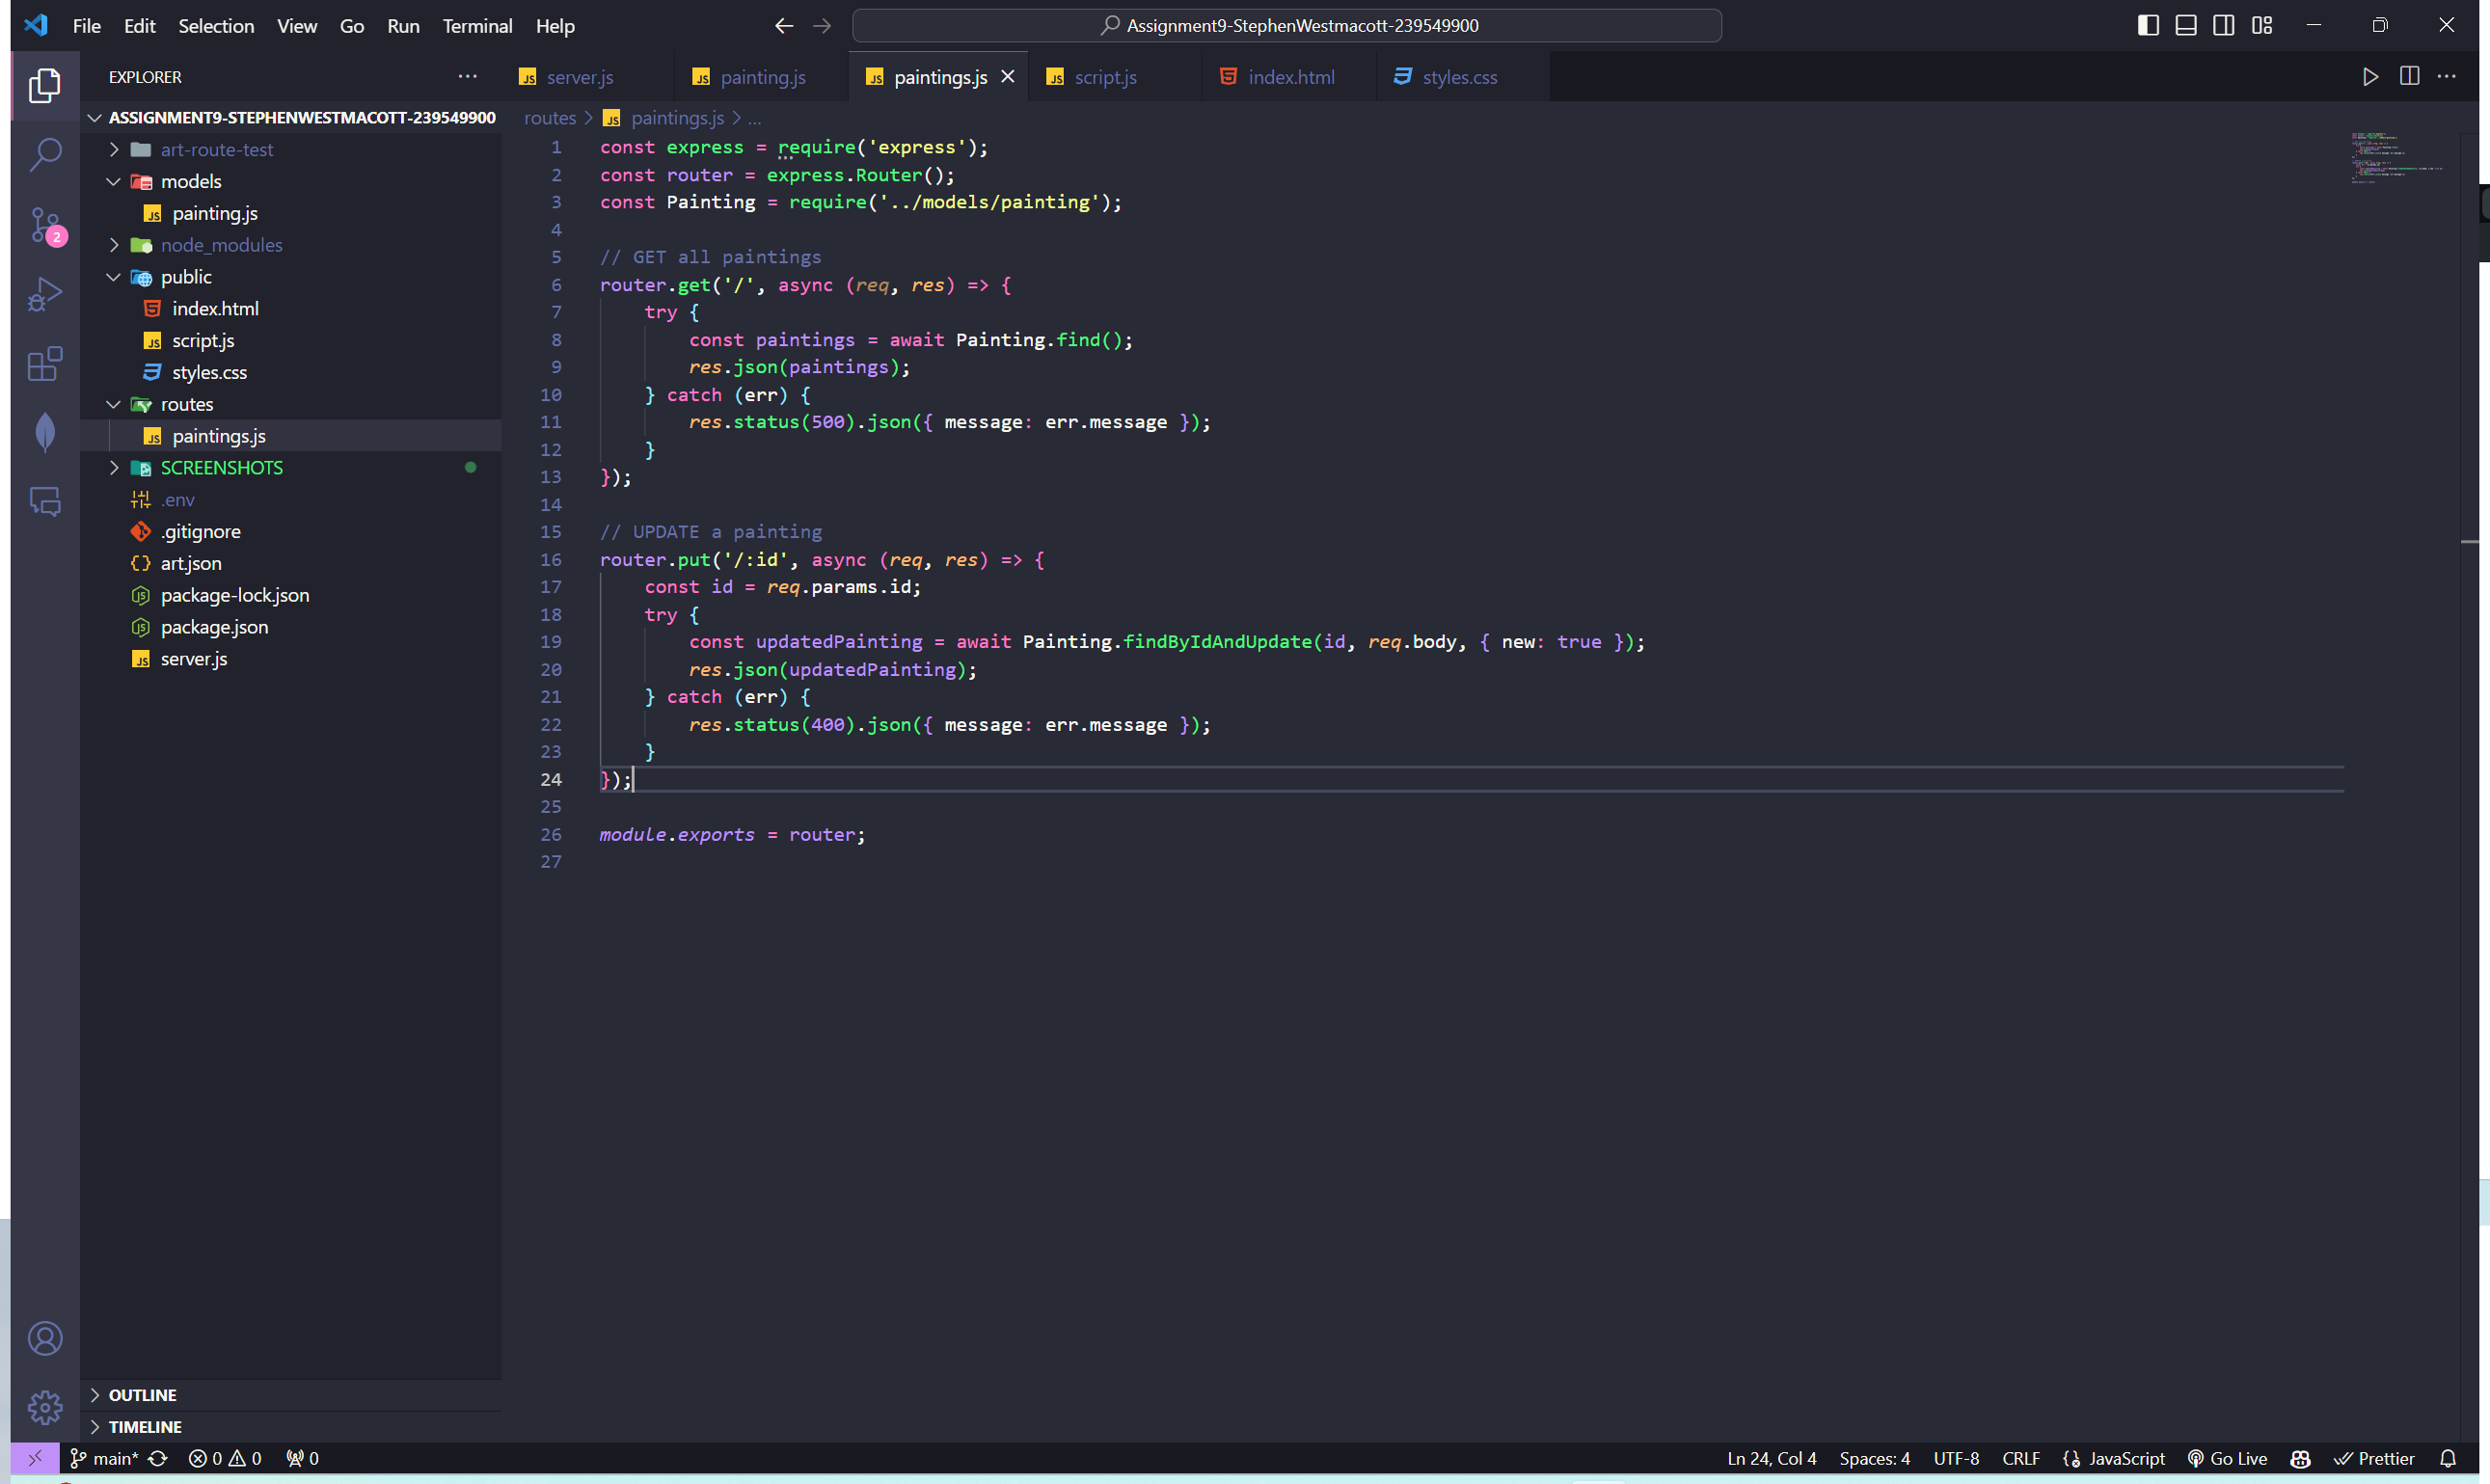 File Edit Selection View Go Run Terminal Help
Assignment9-StephenWestmacott-239549900
EXPLORER
ASSIGNMENT9-STEPHENWESTMACOTT-239549900
art-route-test
models
painting.js
node_modules
public
index.html
script.js
styles.css
routes
paintings.js
SCREENSHOTS
.env
.gitignore
art.json
package-lock.json
package.json
server.js
OUTLINE
TIMELINE
2
server.js painting.js paintings.js script.js index.html styles.css
routes > paintings.js > ...
1 const express = require('express');
2 const router = express.Router();
3 const Painting = require('../models/painting');
4
5 // GET all paintings
6 router.get('/', async (req, res) => {
7 try {
8 const paintings = await Painting.find();
9 res.json(paintings);
10 } catch (err) {
11 res.status(500).json({ message: err.message });
12 }
13 });
14
15 // UPDATE a painting
16 router.put('/:id', async (req, res) => {
17 const id = req.params.id;
18 try {
19 const updatedPainting = await Painting.findByIdAndUpdate(id, req.body, { new: true });
20 res.json(updatedPainting);
21 } catch (err) {
22 res.status(400).json({ message: err.message });
23 }
24 });
25
26 module.exports = router;
27
main* 0 0 0 Ln 24, Col 4 Spaces: 4 UTF-8 CRLF JavaScript Go Live Prettier